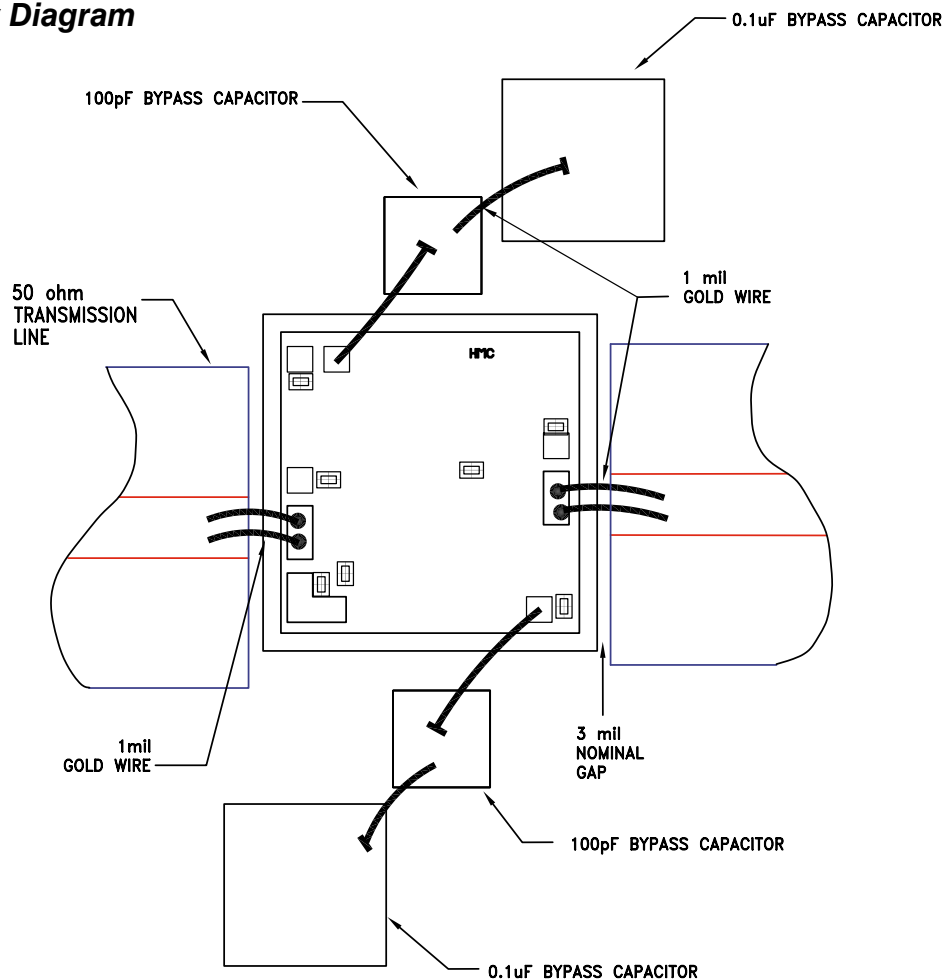 Diagram
0.1uF BYPASS CAPACITOR
100pF BYPASS CAPACITOR
50 ohm
TRANSMISSION
LINE
1 mil
GOLD WIRE
HMC
1mil
GOLD WIRE
3 mil
NOMINAL
GAP
100pF BYPASS CAPACITOR
0.1uF BYPASS CAPACITOR